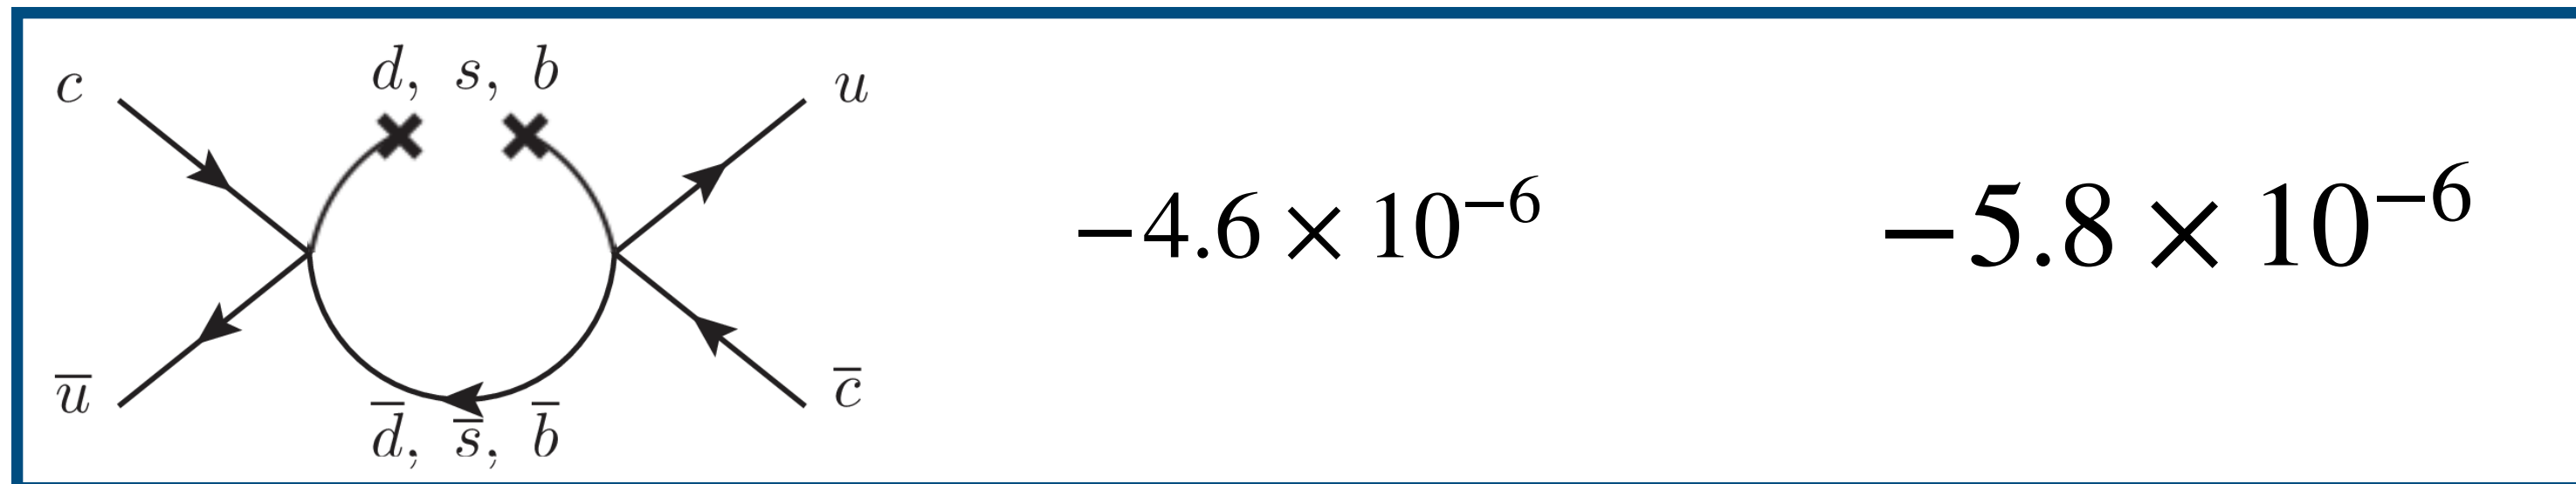 c d, s, b u
−4.6 × 10⁻⁶ −5.8 × 10⁻⁶
u̅ d̅, s̅, b̅ c̅